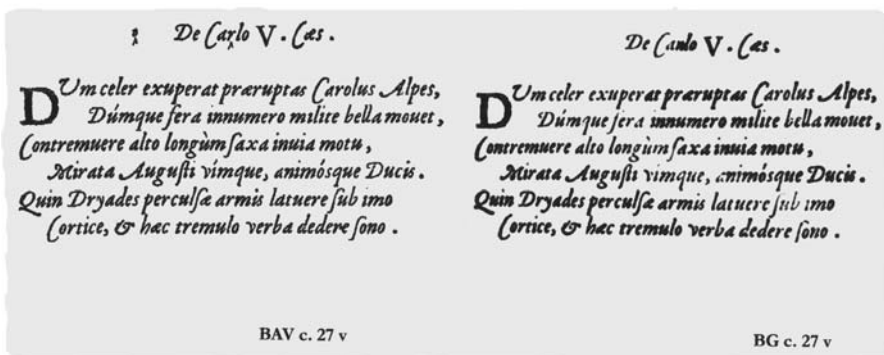 De Carlo V. Cæs.
DUm celer exuperat præruptas Carolus Alpes,
Dúmque fera innumero milite bella mouet,
Contremuere alto longùm saxa inuia motu,
Mirata Augusti vímque, animósque Ducis.
Quin Dryades perculsæ armis latuere sub imo
Cortice, & hæc tremulo verba dedere sono.
BAV c. 27 v
De Caulo V. Cæs.
DUm celer exuperat præruptas Carolus Alpes,
Dúmque fera innumero milite bella mouet,
Contremuere alto longùm saxa inuia motu,
Mirata Augusti vimque, animósque Ducis.
Quin Dryades perculsæ armis latuere sub imo
Cortice, & hæc tremulo verba dedere sono.
BG c. 27 v